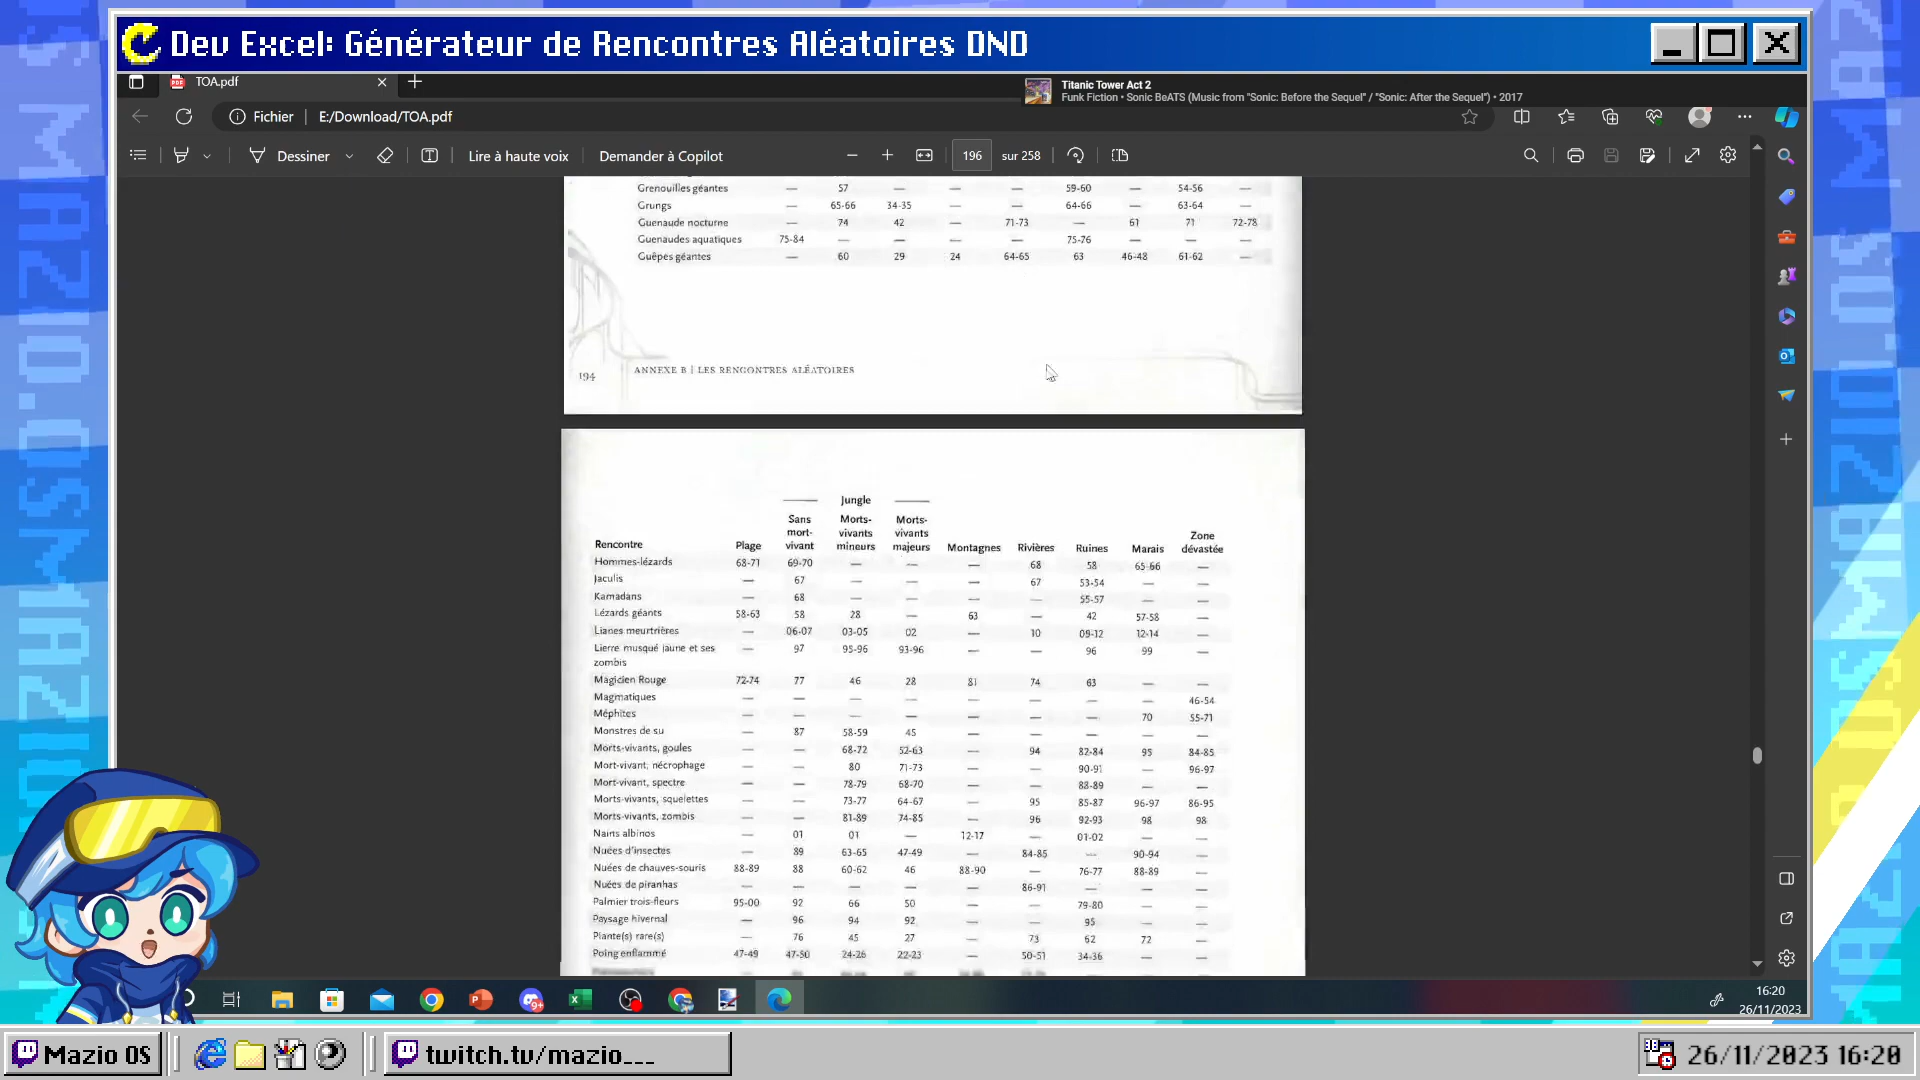 Dev Excel: Générateur de Rencontres Aléatoires DND
TOA.pdf
Titanic Tower Act 2
Funk Fiction • Sonic BeATS (Music from "Sonic: Before the Sequel" / "Sonic: After the Sequel") • 2017
Fichier E:/Download/TOA.pdf
Dessiner Lire à haute voix Demander à Copilot 196 sur 258
Grenouilles géantes — 57 — — — 59-60 — 54-56 —
Grungs — 65-66 34-35 — — 64-66 — 63-64 —
Guenaude nocturne — 74 42 — 71-73 — 61 71 72-78
Guenaudes aquatiques 75-84 — — — — 75-76 — — —
Guêpes géantes — 60 29 24 64-65 63 46-48 61-62 —
194 ANNEXE B | LES RENCONTRES ALÉATOIRES
Jungle
Sans Morts- Morts-
mort- vivants vivants Zone
Rencontre Plage vivant mineurs majeurs Montagnes Rivières Ruines Marais dévastée
Hommes-lézards 68-71 69-70 — — — 68 58 65-66 —
Jaculis — 67 — — — 67 53-54 — —
Kamadans — 68 — — — — 55-57 — —
Lézards géants 58-63 58 28 — 63 — 42 57-58 —
Lianes meurtrières — 06-07 03-05 02 — 10 09-12 12-14 —
Lierre musqué jaune et ses — 97 95-96 93-96 — — 96 99 —
zombis
Magicien Rouge 72-74 77 46 28 81 74 63 — —
Magmatiques — — — — — — — — 46-54
Méphites — — — — — — — 70 55-71
Monstres de su — 87 58-59 45 — — — — —
Morts-vivants, goules — — 68-72 52-63 — 94 82-84 95 84-85
Mort-vivant, nécrophage — — 80 71-73 — — 90-91 — 96-97
Mort-vivant, spectre — — 78-79 68-70 — — 88-89 — —
Morts-vivants, squelettes — — 73-77 64-67 — 95 85-87 96-97 86-95
Morts-vivants, zombis — — 81-89 74-85 — 96 92-93 98 98
Nains albinos — 01 01 — 12-17 — 01-02 — —
Nuées d'insectes — 89 63-65 47-49 — 84-85 — 90-94 —
Nuées de chauves-souris 88-89 88 60-62 46 88-90 — 76-77 88-89 —
Nuées de piranhas — — — — — 86-91 — — —
Palmier trois-fleurs 95-00 92 66 50 — — 79-80 — —
Paysage hivernal — 96 94 92 — — 95 — —
Plante(s) rare(s) — 76 45 27 — 73 62 72 —
Poing enflammé 47-49 47-50 24-26 22-23 — 50-51 34-36 — —
16:20
26/11/2023
Mazio OS twitch.tv/mazio___ 26/11/2023 16:20